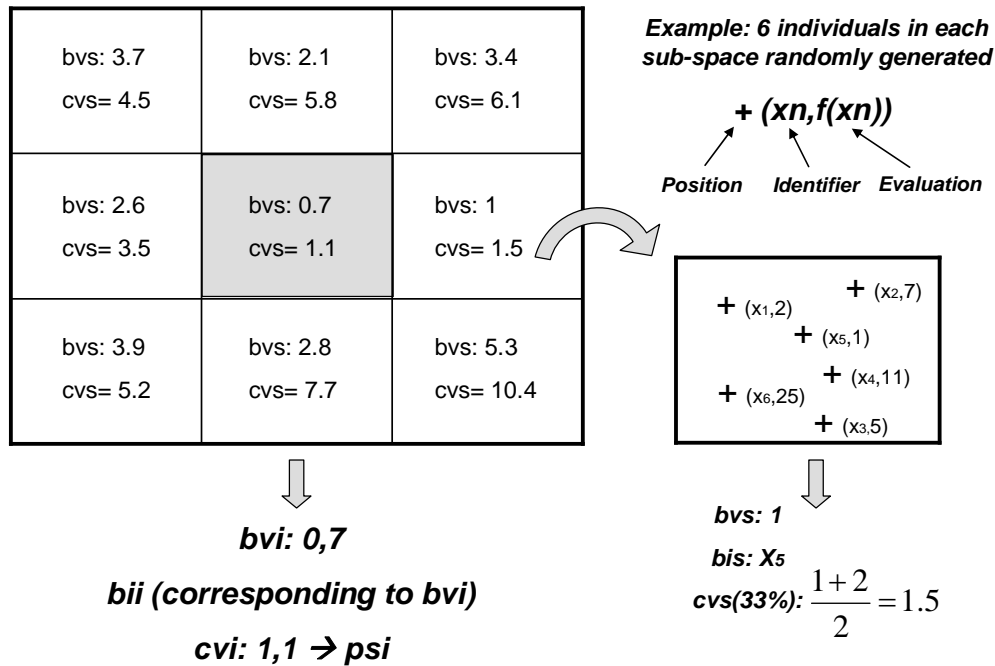 bvs: 3.7
cvs= 4.5
bvs: 2.1
cvs= 5.8
bvs: 3.4
cvs= 6.1
bvs: 2.6
cvs= 3.5
bvs: 0.7
cvs= 1.1
bvs: 1
cvs= 1.5
bvs: 3.9
cvs= 5.2
bvs: 2.8
cvs= 7.7
bvs: 5.3
cvs= 10.4
bvi: 0,7
bii (corresponding to bvi)
cvi: 1,1 → psi
Example: 6 individuals in each
sub-space randomly generated
+ (xn,f(xn))
Position Identifier Evaluation
+ (x₂,7)
+ (x₁,2)
+ (x₅,1)
+ (x₄,11)
+ (x₆,25)
+ (x₃,5)
bvs: 1
bis: X₅
cvs(33%): (1+2)/2 = 1.5